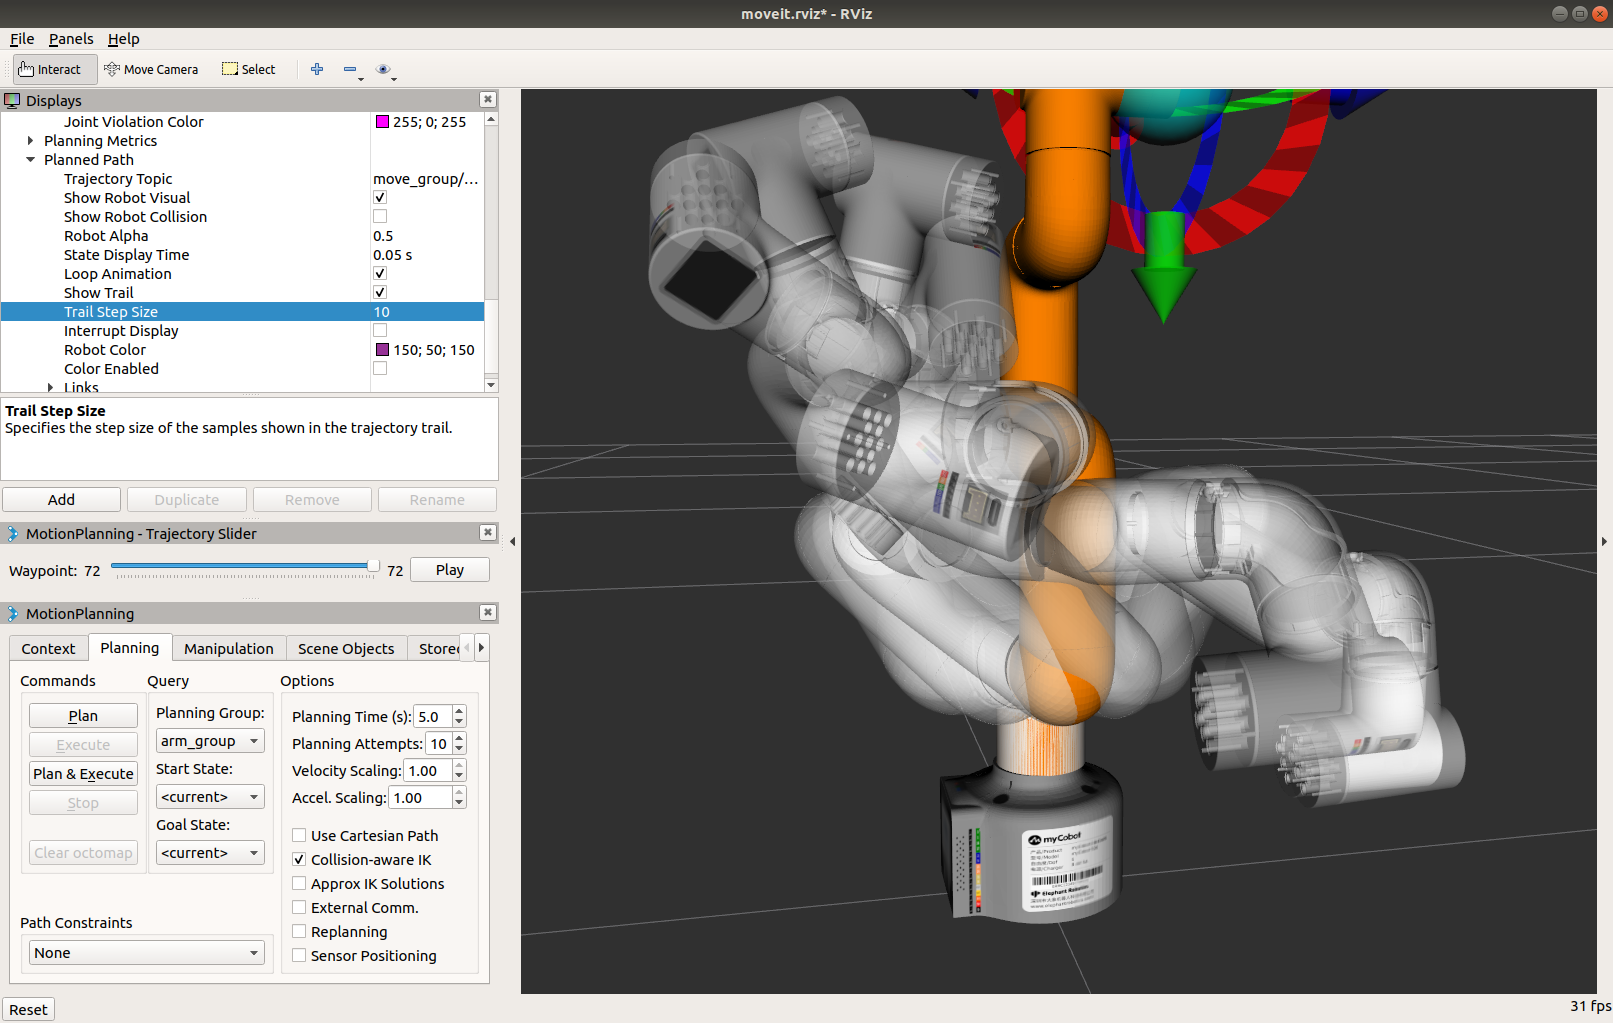 moveit.rviz* - RViz
File Panels Help
Interact Move Camera Select
Displays
Joint Violation Color 255; 0; 255
Planning Metrics
Planned Path
Trajectory Topic move_group/...
Show Robot Visual
Show Robot Collision
Robot Alpha 0.5
State Display Time 0.05 s
Loop Animation
Show Trail
Trail Step Size 10
Interrupt Display
Robot Color 150; 50; 150
Color Enabled
Links
Trail Step Size
Specifies the step size of the samples shown in the trajectory trail.
Add Duplicate Remove Rename
MotionPlanning - Trajectory Slider
Waypoint: 72 72 Play
MotionPlanning
Context Planning Manipulation Scene Objects Store
Commands
Plan
Execute
Plan & Execute
Stop
Clear octomap
Query
Planning Group:
arm_group
Start State:
<current>
Goal State:
<current>
Options
Planning Time (s): 5.0
Planning Attempts: 10
Velocity Scaling: 1.00
Accel. Scaling: 1.00
Use Cartesian Path
Collision-aware IK
Approx IK Solutions
External Comm.
Replanning
Sensor Positioning
Path Constraints
None
Reset
31 fps
myCobot
Elephant Robotics